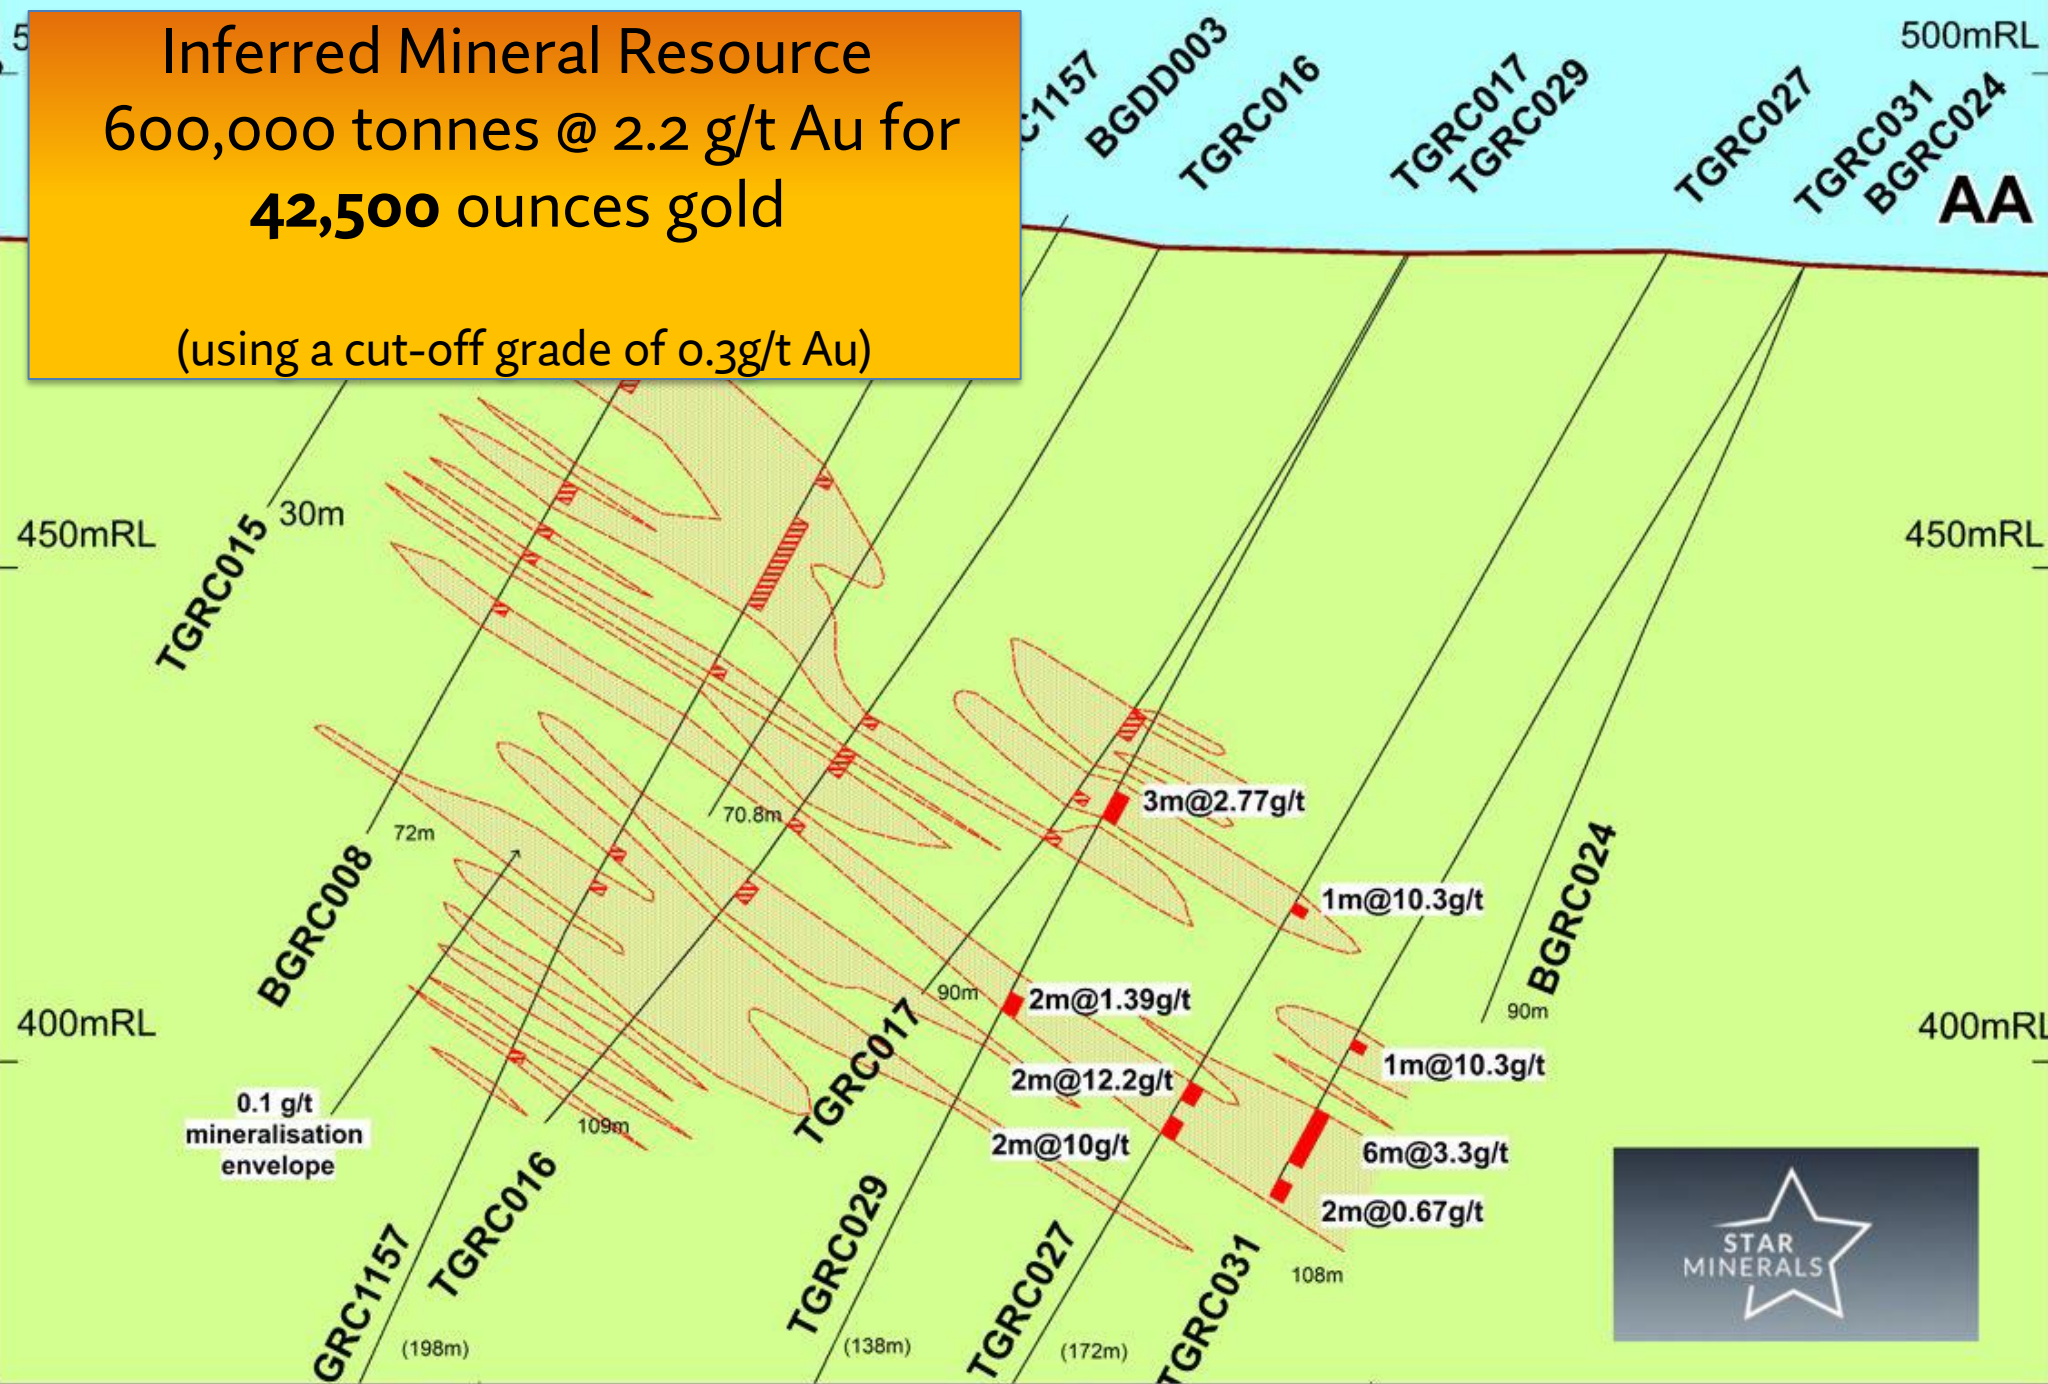 Inferred Mineral Resource
600,000 tonnes @ 2.2 g/t Au for
42,500 ounces gold
(using a cut-off grade of 0.3g/t Au)
500mRL
C1157
BGDD003
TGRC016
TGRC017
TGRC029
TGRC027
TGRC031
BGRC024
AA
450mRL
TGRC015
30m
450mRL
3m@2.77g/t
70.8m
72m
BGRC008
1m@10.3g/t
BGRC024
90m
TGRC017
90m
2m@1.39g/t
400mRL
400mRL
1m@10.3g/t
2m@12.2g/t
0.1 g/t
mineralisation
envelope
109m
TGRC016
2m@10g/t
6m@3.3g/t
2m@0.67g/t
GRC1157
(198m)
TGRC029
(138m)
TGRC027
(172m)
TGRC031
108m
STAR
MINERALS